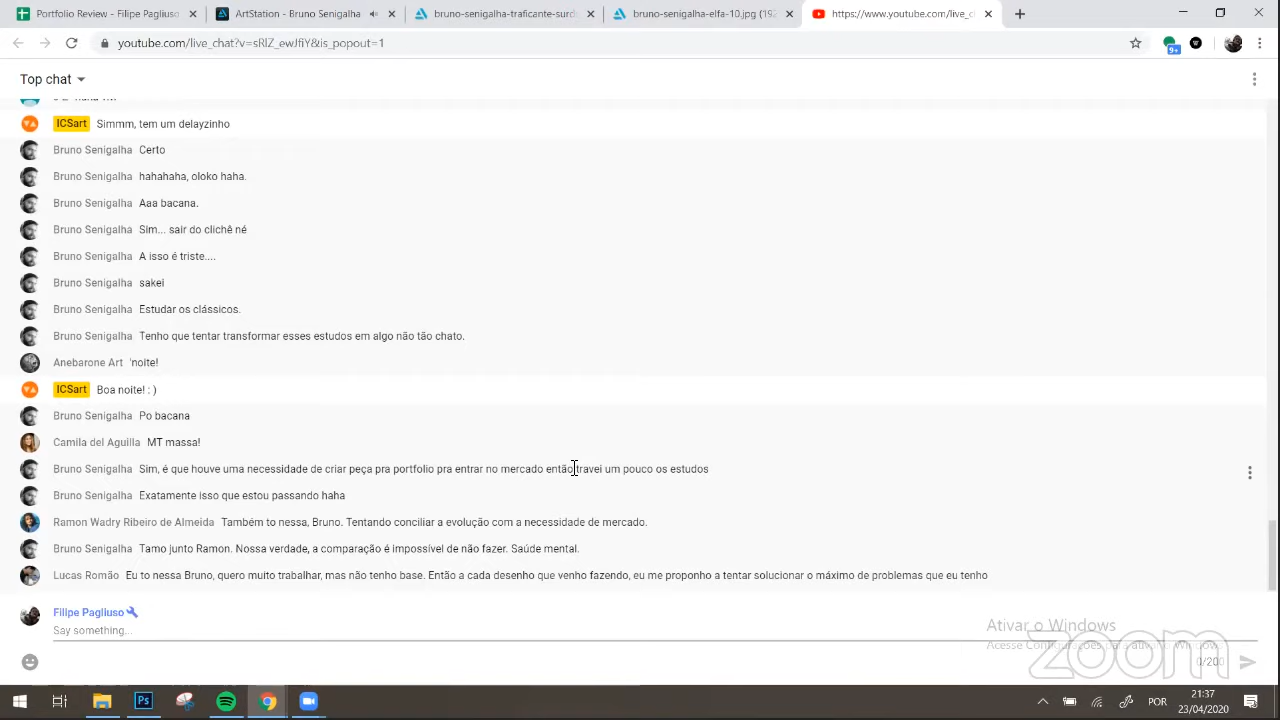 Portfolio Review - Filipe Pagliuso
ArtStation - Bruno Senigalha
bruno-senigalha-traficante-surd
bruno-senigalha-elfa-10.jpg (192
https://www.youtube.com/live_c
youtube.com/live_chat?v=sRlZ_ewJfiY&is_popout=1
9+
Top chat
ICSart Simmm, tem um delayzinho
Bruno Senigalha Certo
Bruno Senigalha hahahaha, oloko haha.
Bruno Senigalha Aaa bacana.
Bruno Senigalha Sim... sair do clichê né
Bruno Senigalha A isso é triste....
Bruno Senigalha sakei
Bruno Senigalha Estudar os clássicos.
Bruno Senigalha Tenho que tentar transformar esses estudos em algo não tão chato.
Anebarone Art 'noite!
ICSart Boa noite! : )
Bruno Senigalha Po bacana
Camila del Aguilla MT massa!
Bruno Senigalha Sim, é que houve uma necessidade de criar peça pra portfolio pra entrar no mercado então travei um pouco os estudos
Bruno Senigalha Exatamente isso que estou passando haha
Ramon Wadry Ribeiro de Almeida Também to nessa, Bruno. Tentando conciliar a evolução com a necessidade de mercado.
Bruno Senigalha Tamo junto Ramon. Nossa verdade, a comparação é impossível de não fazer. Saúde mental.
Lucas Romão Eu to nessa Bruno, quero muito trabalhar, mas não tenho base. Então a cada desenho que venho fazendo, eu me proponho a tentar solucionar o máximo de problemas que eu tenho
Filipe Pagliuso
Say something...
Ativar o Windows
Acesse Configurações para ativar o Windows.
zoom
0/200
Ps
POR
21:37
23/04/2020